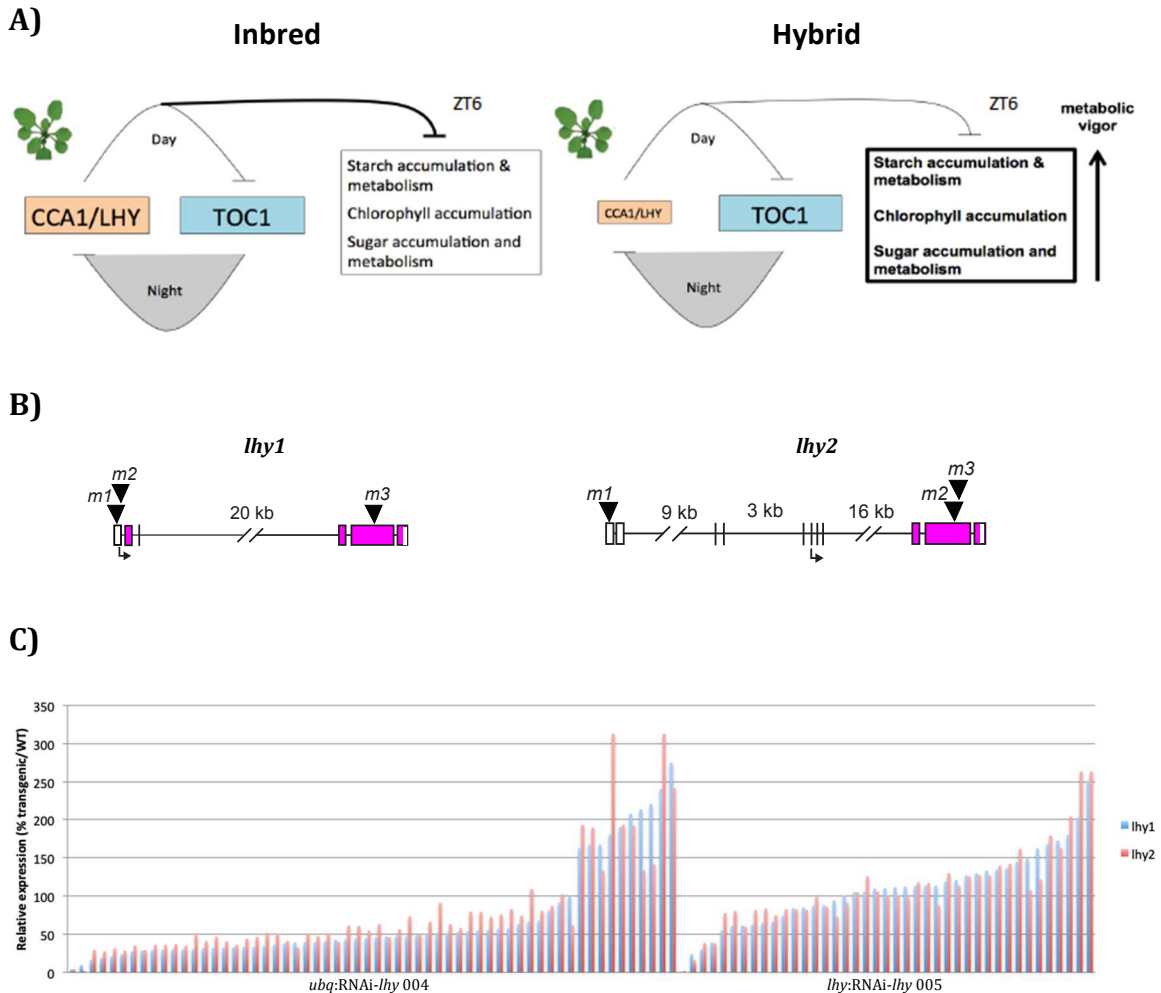 A)
Inbred
Hybrid
ZT6
Day
CCA1/LHY
TOC1
Night
Starch accumulation &
metabolism
Chlorophyll accumulation
Sugar accumulation and
metabolism
ZT6
metabolic
vigor
Day
CCA1/LHY
TOC1
Night
Starch accumulation &
metabolism
Chlorophyll accumulation
Sugar accumulation and
metabolism
B)
lhy1
m2
m1
m3
20 kb
lhy2
m3
m1
m2
9 kb
3 kb
16 kb
C)
Relative expression (% transgenic/WT)
350
300
250
200
150
100
50
0
lhy1
lhy2
ubq:RNAi-lhy 004
lhy:RNAi-lhy 005